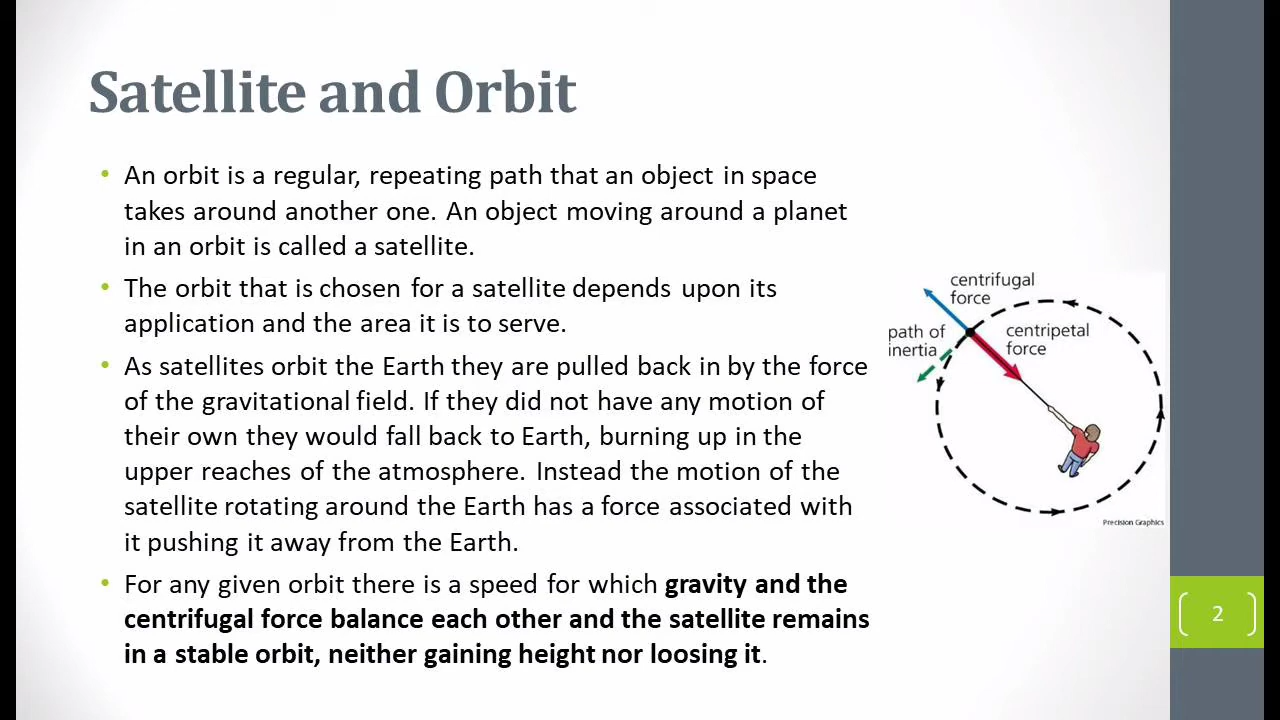 Satellite and Orbit
• An orbit is a regular, repeating path that an object in space
takes around another one. An object moving around a planet
in an orbit is called a satellite.
• The orbit that is chosen for a satellite depends upon its
application and the area it is to serve.
• As satellites orbit the Earth they are pulled back in by the force
of the gravitational field. If they did not have any motion of
their own they would fall back to Earth, burning up in the
upper reaches of the atmosphere. Instead the motion of the
satellite rotating around the Earth has a force associated with
it pushing it away from the Earth.
• For any given orbit there is a speed for which gravity and the
centrifugal force balance each other and the satellite remains
in a stable orbit, neither gaining height nor loosing it.
centrifugal
force
path of
inertia
centripetal
force
Precision Graphics
2